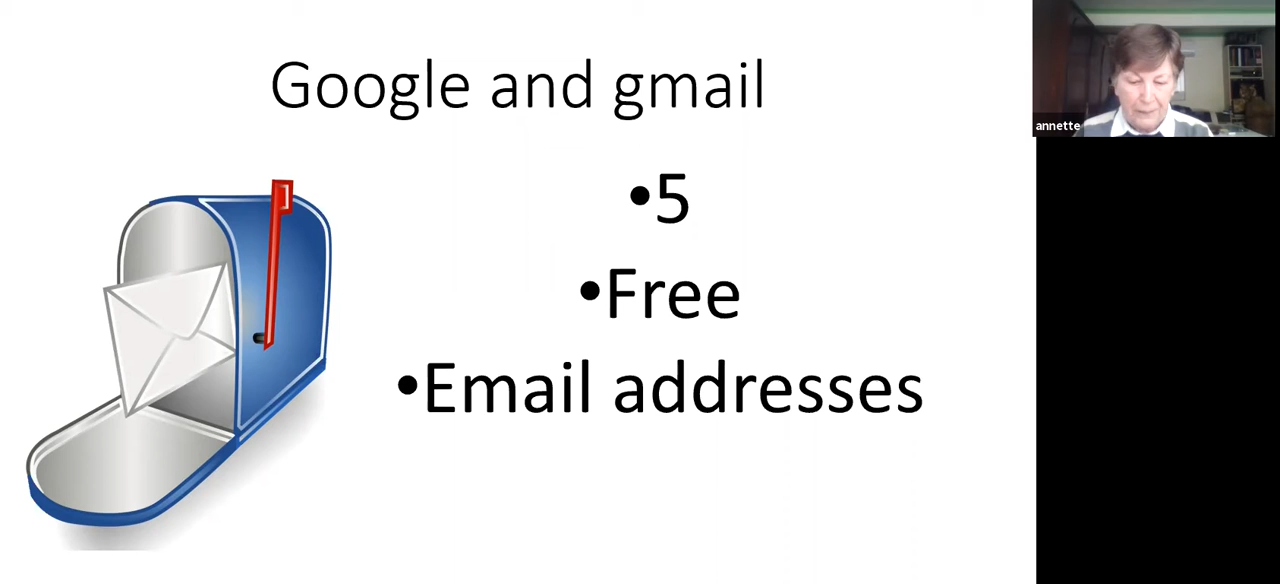 Google and gmail
•5
•Free
•Email addresses
annette